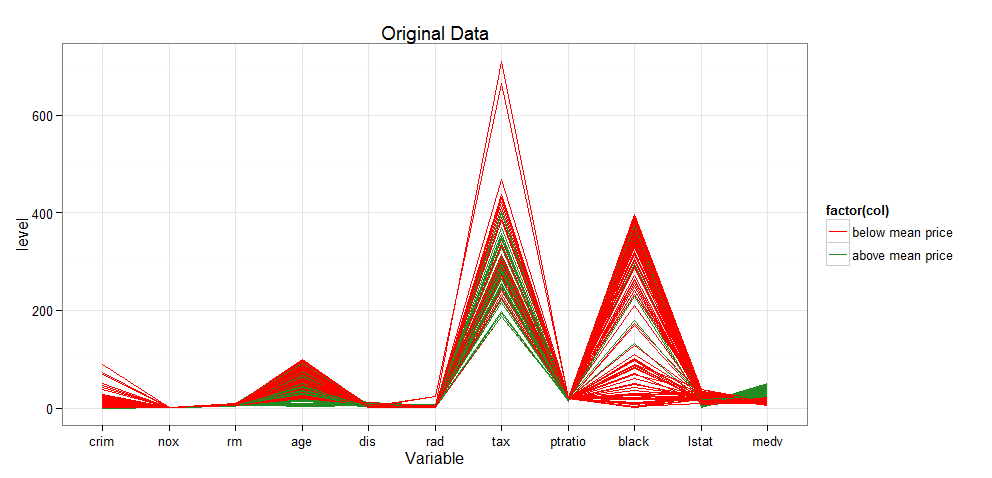 Original Data
600
400
200
0
level
crim nox rm age dis rad tax ptratio black lstat medv
Variable
factor(col)
below mean price
above mean price